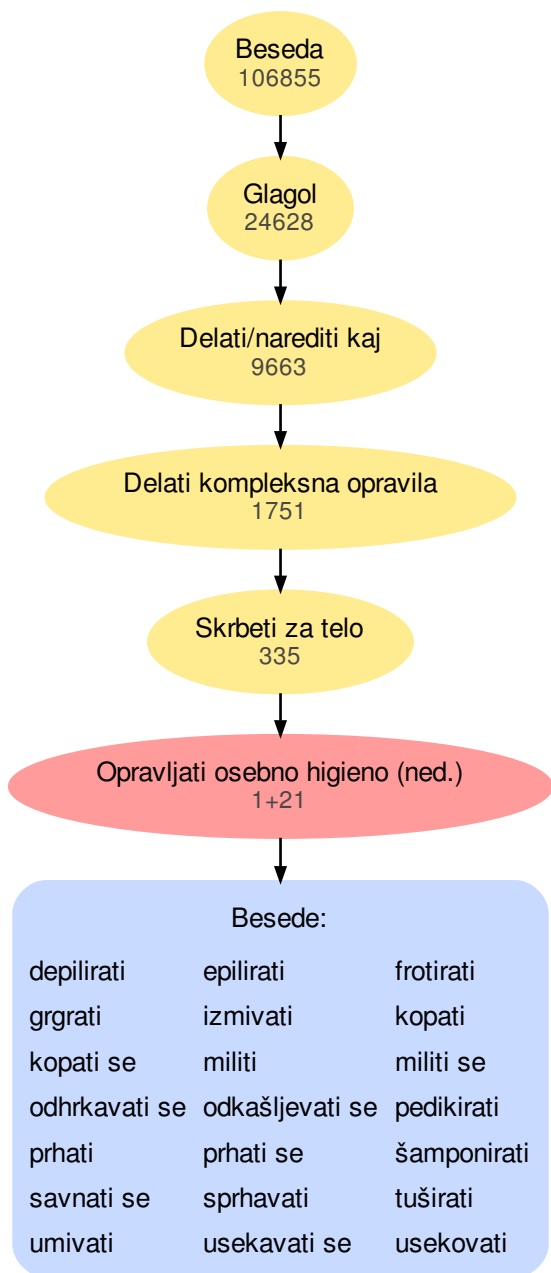 Beseda
106855
Glagol
24628
Delati/narediti kaj
9663
Delati kompleksna opravila
1751
Skrbeti za telo
335
Opravljati osebno higieno (ned.)
1+21
Besede:
depilirati epilirati frotirati
grgrati izmivati kopati
kopati se militi militi se
odhrkavati se odkašljevati se pedikirati
prhati prhati se šamponirati
savnati se sprhavati tuširati
umivati usekavati se usekovati